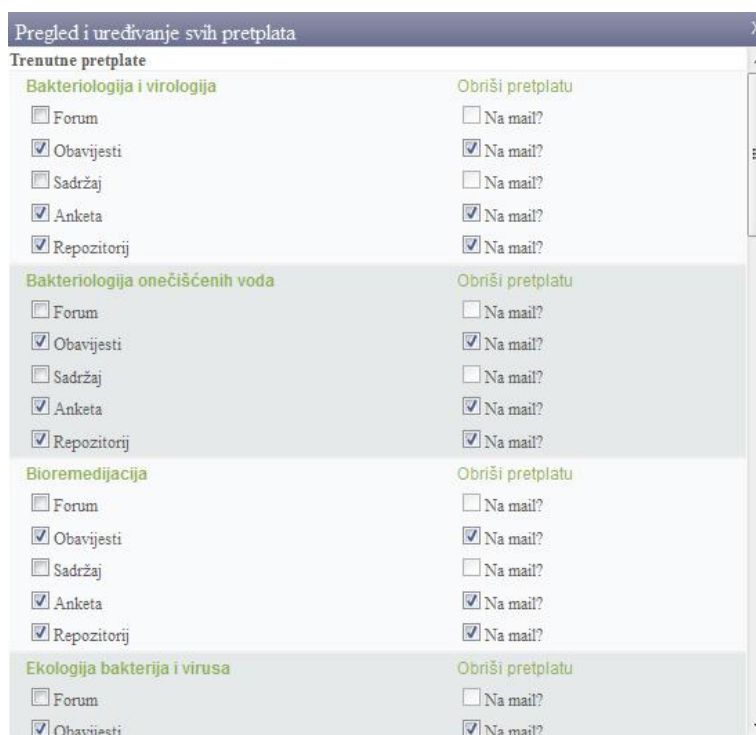 Pregled i uređivanje svih pretplata
Trenutne pretplate
Bakteriologija i virologija Obriši pretplatu
Forum Na mail?
Obavijesti Na mail?
Sadržaj Na mail?
Anketa Na mail?
Repozitorij Na mail?
Bakteriologija onečišćenih voda Obriši pretplatu
Forum Na mail?
Obavijesti Na mail?
Sadržaj Na mail?
Anketa Na mail?
Repozitorij Na mail?
Bioremedijacija Obriši pretplatu
Forum Na mail?
Obavijesti Na mail?
Sadržaj Na mail?
Anketa Na mail?
Repozitorij Na mail?
Ekologija bakterija i virusa Obriši pretplatu
Forum Na mail?
Obavijesti Na mail?